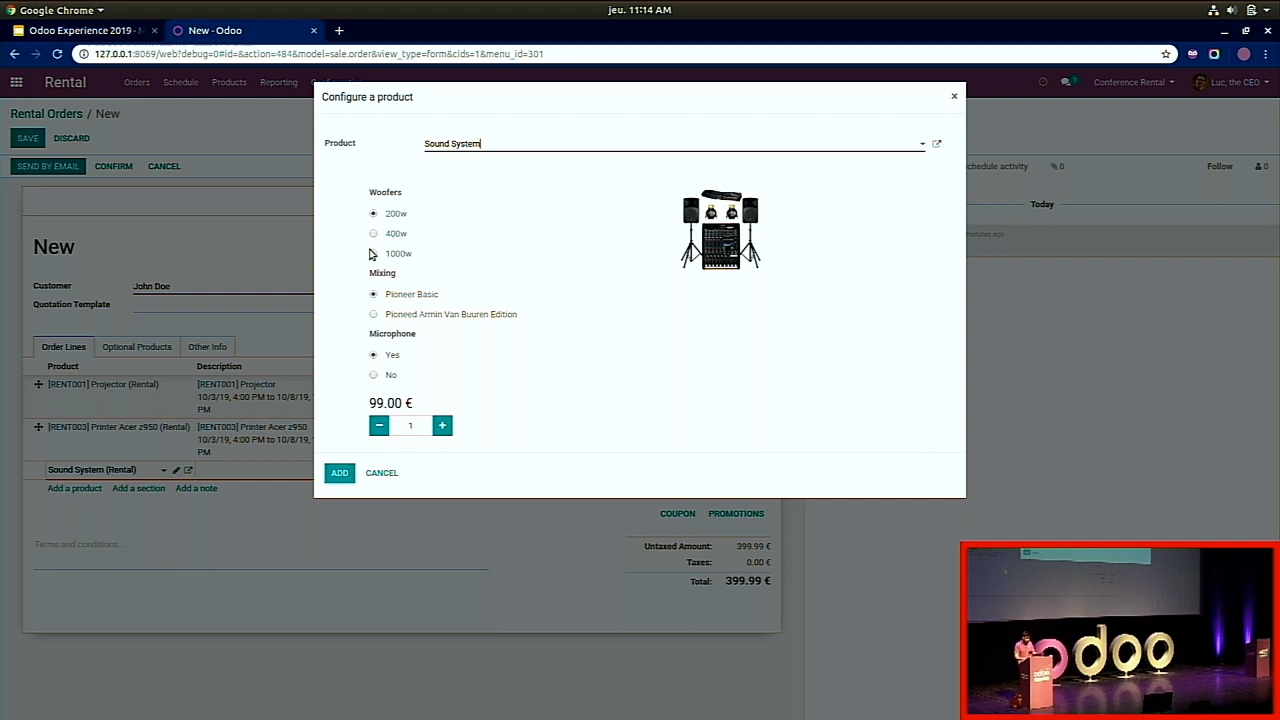 Google Chrome
jeu. 11:14 AM
Odoo Experience 2019 -
New - Odoo
127.0.0.1:8069/web?debug=0#id=&action=484&model=sale.order&view_type=form&cids=1&menu_id=301
Rental Orders Schedule Products Reporting
1 Conference Rental Luc, the CEO
Configure a product
Rental Orders / New
SAVE DISCARD
SEND BY EMAIL CONFIRM CANCEL
chedule activity 0 Follow 0
Today
minutes ago
Product Sound System
Woofers
200w
400w
1000w
Mixing
Pioneer Basic
Pioneed Armin Van Buuren Edition
Microphone
Yes
No
99.00 €
1
ADD CANCEL
New
Customer John Doe
Quotation Template
Order Lines Optional Products Other Info
Product Description
[RENT001] Projector (Rental) [RENT001] Projector
10/3/19, 4:00 PM to 10/8/19,
PM
[RENT003] Printer Acer z950 (Rental) [RENT003] Printer Acer z950
10/3/19, 4:00 PM to 10/8/19,
PM
Sound System (Rental)
Add a product Add a section Add a note
COUPON PROMOTIONS
Terms and conditions...
Untaxed Amount: 399.99 €
Taxes: 0.00 €
Total: 399.99 €
odoo
odoo